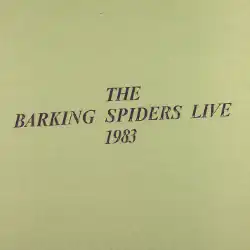 THE
BARKING SPIDERS LIVE
1983